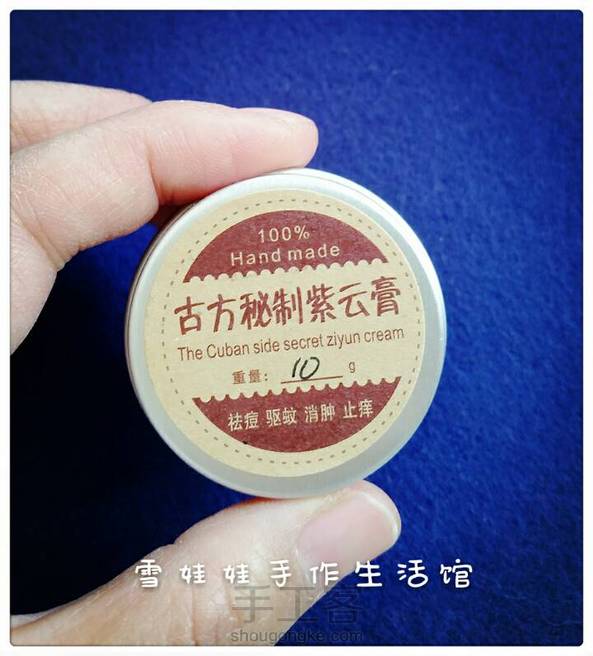 100%
Hand made
古方秘制紫云膏
The Cuban side secret ziyun cream
重量： 10 g
祛痘 驱蚊 消肿 止痒
雪娃娃手作生活馆
手工客
shougongke.com